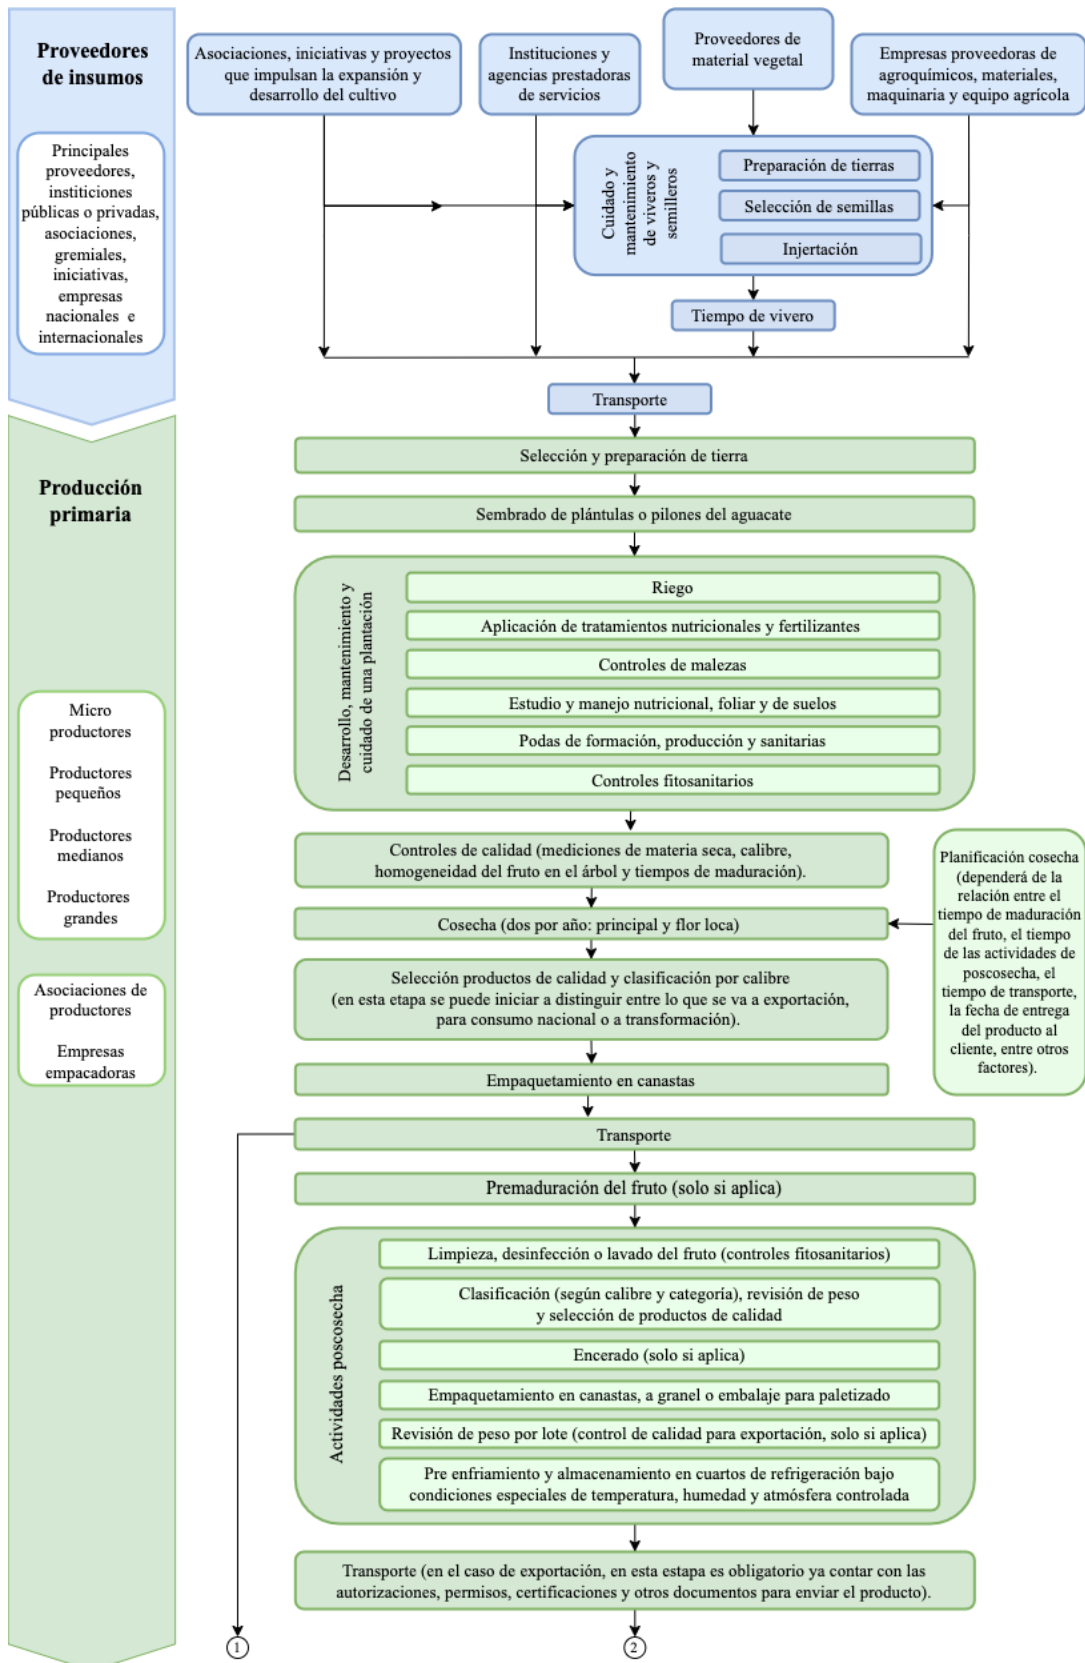 Proveedores
de insumos
Principales
proveedores,
instituciones
públicas o privadas,
asociaciones,
gremiales,
iniciativas,
empresas
nacionales e
internacionales
Asociaciones, iniciativas y proyectos
que impulsan la expansión y
desarrollo del cultivo
Instituciones y
agencias prestadoras
de servicios
Proveedores de
material vegetal
Empresas proveedoras de
agroquímicos, materiales,
maquinaria y equipo agrícola
Cuidado y
mantenimiento
de viveros y
semilleros
Preparación de tierras
Selección de semillas
Injertación
Tiempo de vivero
Transporte
Producción
primaria
Micro
productores
Productores
pequeños
Productores
medianos
Productores
grandes
Asociaciones de
productores
Empresas
empacadoras
Selección y preparación de tierra
Sembrado de plántulas o pilones del aguacate
Desarrollo, mantenimiento y
cuidado de una plantación
Riego
Aplicación de tratamientos nutricionales y fertilizantes
Controles de malezas
Estudio y manejo nutricional, foliar y de suelos
Podas de formación, producción y sanitarias
Controles fitosanitarios
Controles de calidad (mediciones de materia seca, calibre,
homogeneidad del fruto en el árbol y tiempos de maduración).
Cosecha (dos por año: principal y flor loca)
Planificación cosecha
(dependerá de la
relación entre el
tiempo de maduración
del fruto, el tiempo
de las actividades de
poscosecha, el
tiempo de transporte,
la fecha de entrega
del producto al
cliente, entre otros
factores).
Selección productos de calidad y clasificación por calibre
(en esta etapa se puede iniciar a distinguir entre lo que se va a exportación,
para consumo nacional o a transformación).
Empaquetamiento en canastas
Transporte
Premaduración del fruto (solo si aplica)
Actividades poscosecha
Limpieza, desinfección o lavado del fruto (controles fitosanitarios)
Clasificación (según calibre y categoría), revisión de peso
y selección de productos de calidad
Encerado (solo si aplica)
Empaquetamiento en canastas, a granel o embalaje para paletizado
Revisión de peso por lote (control de calidad para exportación, solo si aplica)
Pre enfriamiento y almacenamiento en cuartos de refrigeración bajo
condiciones especiales de temperatura, humedad y atmósfera controlada
Transporte (en el caso de exportación, en esta estapa es obligatorio ya contar con las
autorizaciones, permisos, certificaciones y otros documentos para enviar el producto).
1
2